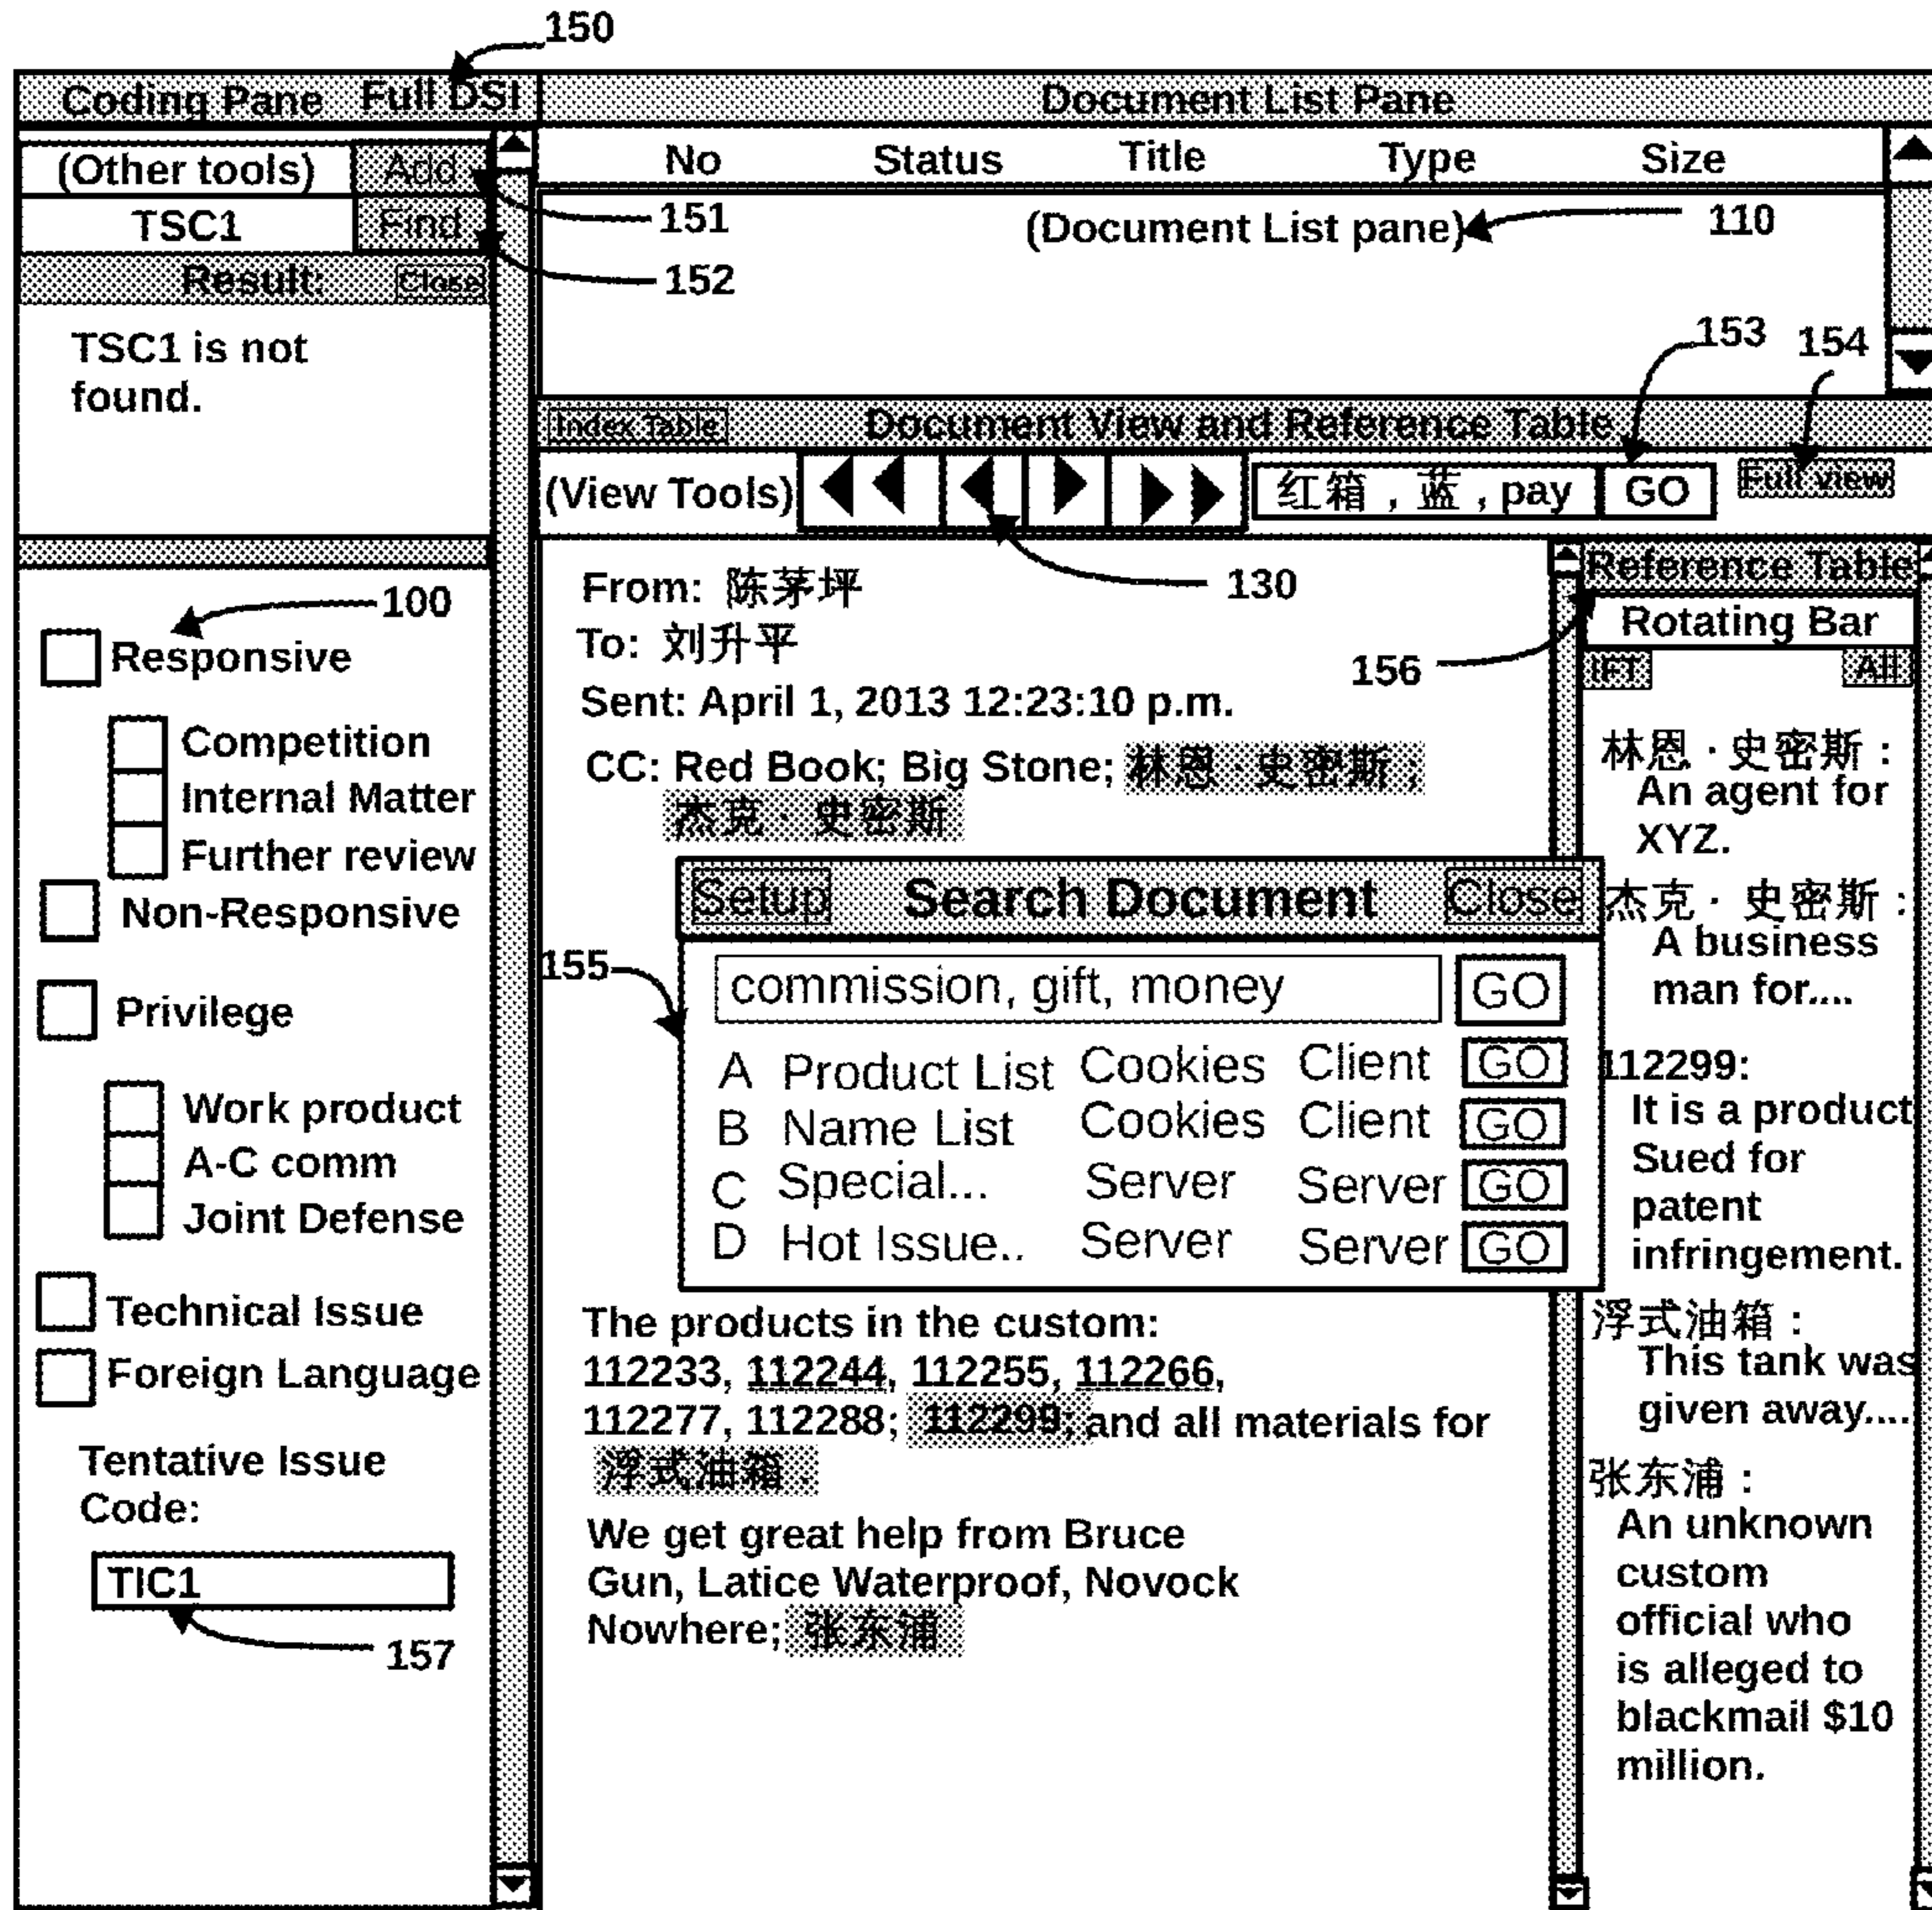 150
Coding Pane Full DSI Document List Pane
(Other tools) Add
TSC1 Find
Result: Close
TSC1 is not
found.
151
152
No Status Title Type Size
(Document List pane) 110
153 154
Index Table Document View and Reference Table
(View Tools) 红箱，蓝，pay GO Full view
130
100
Responsive
Competition
Internal Matter
Further review
Non-Responsive
Privilege
Work product
A-C comm
Joint Defense
Technical Issue
Foreign Language
Tentative Issue
Code:
TIC1
157
From: 陈茅坪
To: 刘升平
Sent: April 1, 2013 12:23:10 p.m.
CC: Red Book; Big Stone; 林恩·史密斯；
杰克· 史密斯
155
Setup Search Document Close
commission, gift, money GO
A Product List Cookies Client GO
B Name List Cookies Client GO
C Special... Server Server GO
D Hot Issue.. Server Server GO
The products in the custom:
112233, 112244, 112255, 112266,
112277, 112288; 112299; and all materials for
浮式油箱.
We get great help from Bruce
Gun, Latice Waterproof, Novock
Nowhere; 张东浦
156
Reference Table
Rotating Bar
IFT All
林恩·史密斯：
An agent for
XYZ.
杰克· 史密斯：
A business
man for....
112299:
It is a product
Sued for
patent
infringement.
浮式油箱：
This tank was
given away....
张东浦：
An unknown
custom
official who
is alleged to
blackmail $10
million.